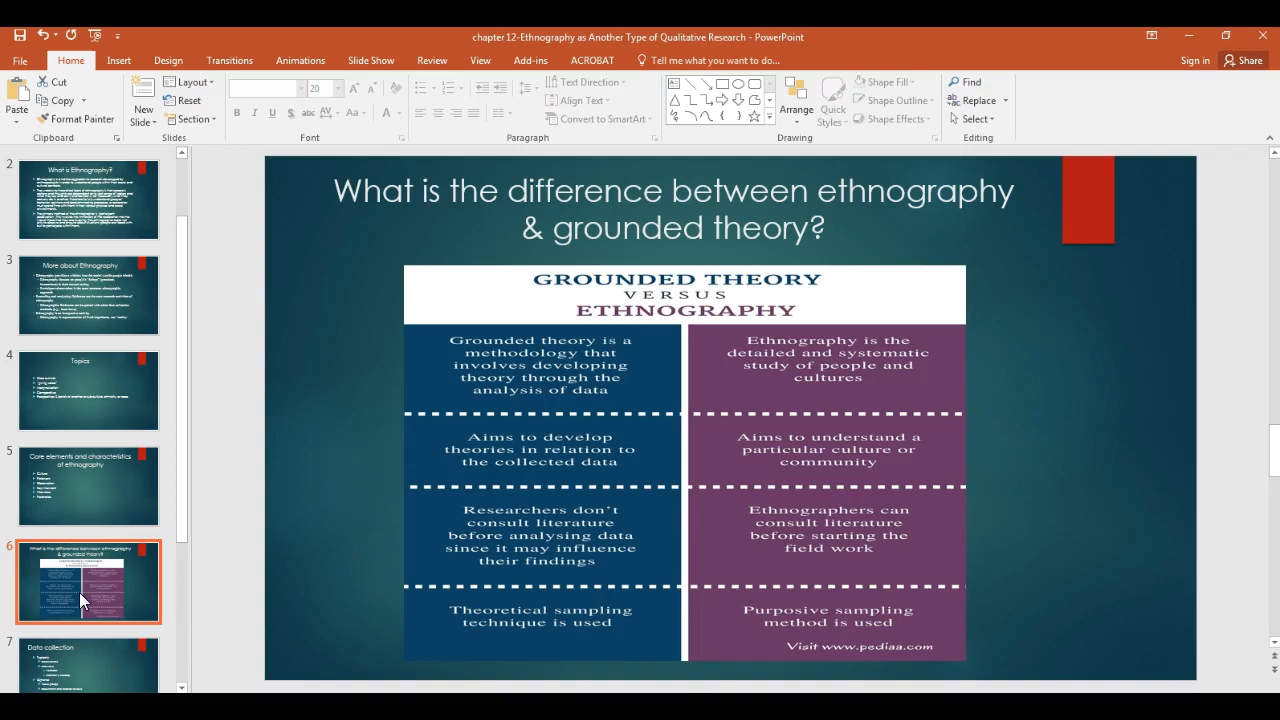 chapter 12-Ethnography as Another Type of Qualitative Research - PowerPoint
File Home Insert Design Transitions Animations Slide Show Review View Add-ins ACROBAT Tell me what you want to do... Sign in Share
Paste
Cut
Copy
Format Painter
Clipboard
New
Slide
Layout
Reset
Section
Slides
20
Font
Text Direction
Align Text
Convert to SmartArt
Paragraph
Arrange
Quick
Styles
Shape Fill
Shape Outline
Shape Effects
Drawing
Find
Replace
Select
Editing
2
What is Ethnography?
3
More about Ethnography
4
Topics
5
Core elements and characteristics
of ethnography
6
What is the difference between ethnography
& grounded theory?
7
Data collection
What is the difference between ethnography
& grounded theory?
GROUNDED THEORY
VERSUS
ETHNOGRAPHY
Grounded theory is a
methodology that
involves developing
theory through the
analysis of data
Ethnography is the
detailed and systematic
study of people and
cultures
Aims to develop
theories in relation to
the collected data
Aims to understand a
particular culture or
community
Researchers don't
consult literature
before analysing data
since it may influence
their findings
Ethnographers can
consult literature
before starting the
field work
Theoretical sampling
technique is used
Purposive sampling
method is used
Visit www.pediaa.com